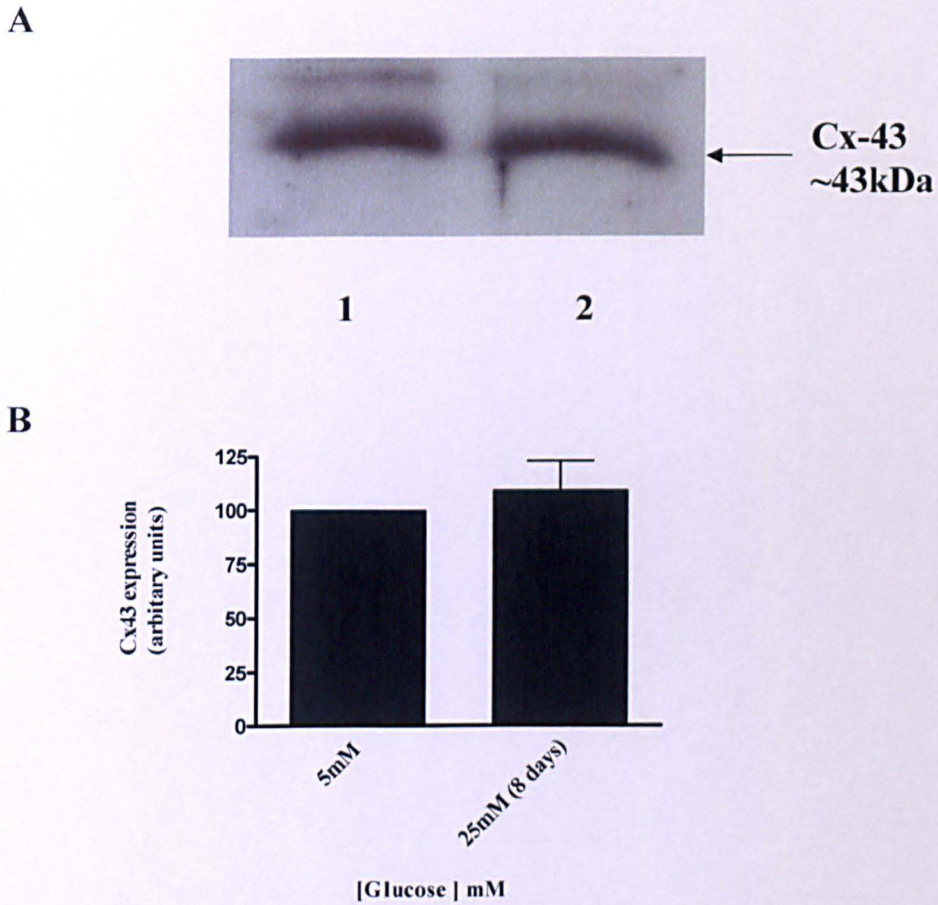 A
Cx-43
~43kDa
1
2
B
Cx43 expression
(arbitary units)
125
100
75
50
25
0
5mM
25mM (8 days)
[Glucose ] mM